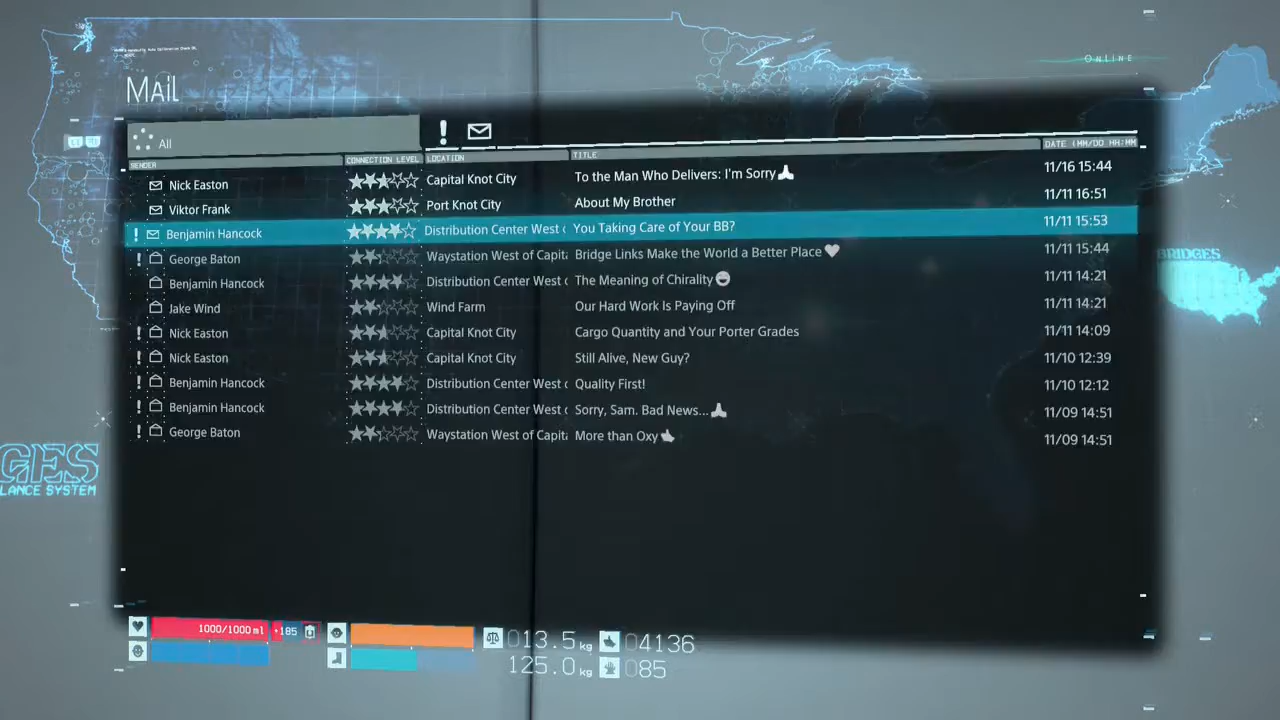 ONLINE
Mail
All
SENDER CONNECTION LEVEL LOCATION TITLE DATE (MM/DD HH:MM
Nick Easton Capital Knot City To the Man Who Delivers: I'm Sorry 11/16 15:44
Viktor Frank Port Knot City About My Brother 11/11 16:51
! Benjamin Hancock Distribution Center West You Taking Care of Your BB? 11/11 15:53
! George Baton Waystation West of Capit Bridge Links Make the World a Better Place 11/11 15:44
Benjamin Hancock Distribution Center West The Meaning of Chirality 11/11 14:21
Jake Wind Wind Farm Our Hard Work Is Paying Off 11/11 14:21
! Nick Easton Capital Knot City Cargo Quantity and Your Porter Grades 11/11 14:09
! Nick Easton Capital Knot City Still Alive, New Guy? 11/10 12:39
! Benjamin Hancock Distribution Center West Quality First! 11/10 12:12
! Benjamin Hancock Distribution Center West Sorry, Sam. Bad News... 11/09 14:51
! George Baton Waystation West of Capit More than Oxy 11/09 14:51
BRIDGES
GES
LANCE SYSTEM
1000/1000 ml 185 013.5 kg 04136
125.0 kg 085